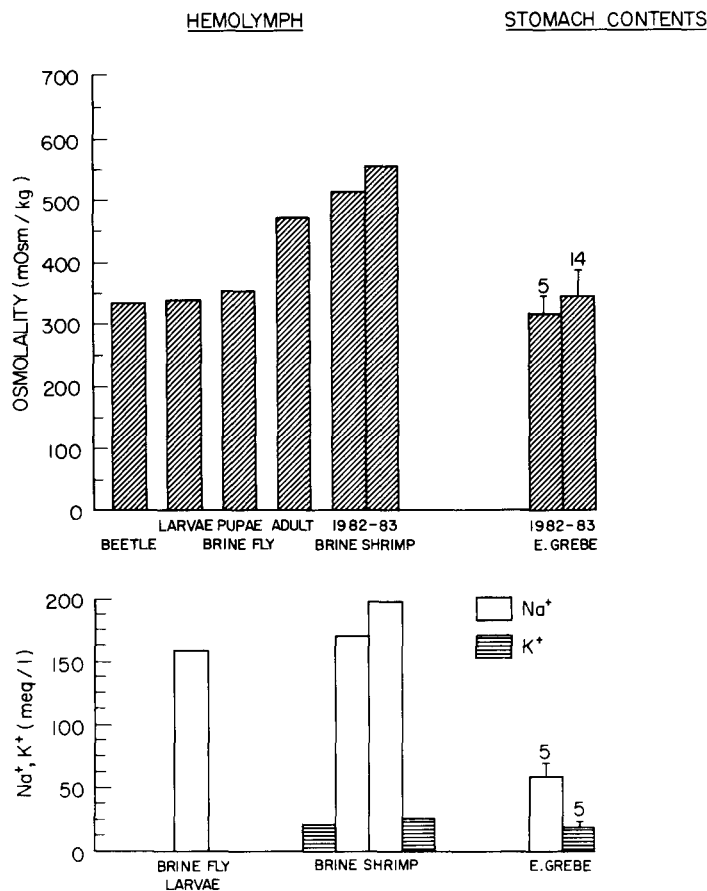 HEMOLYMPH
STOMACH CONTENTS
OSMOLALITY (mOsm / kg)
700
600
500
400
300
200
100
0
5
14
LARVAE PUPAE ADULT 1982-83
BEETLE BRINE FLY BRINE SHRIMP
1982-83
E. GREBE
Na+, K+ (meq / l)
200
150
100
50
0
Na+
K+
5
5
BRINE FLY
LARVAE
BRINE SHRIMP
E. GREBE